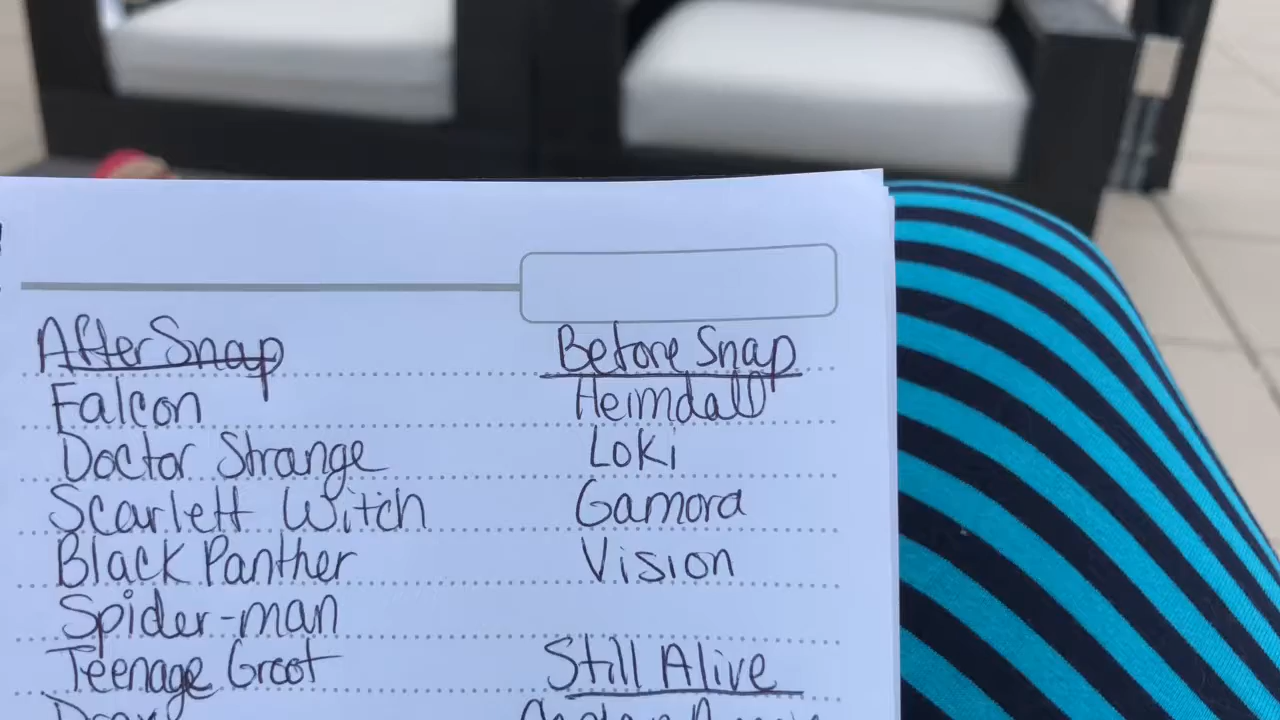 After Snap
Falcon
Doctor Strange
Scarlett Witch
Black Panther
Spider-man
Teenage Groot
Before Snap
Heimdall
Loki
Gamora
Vision
Still Alive